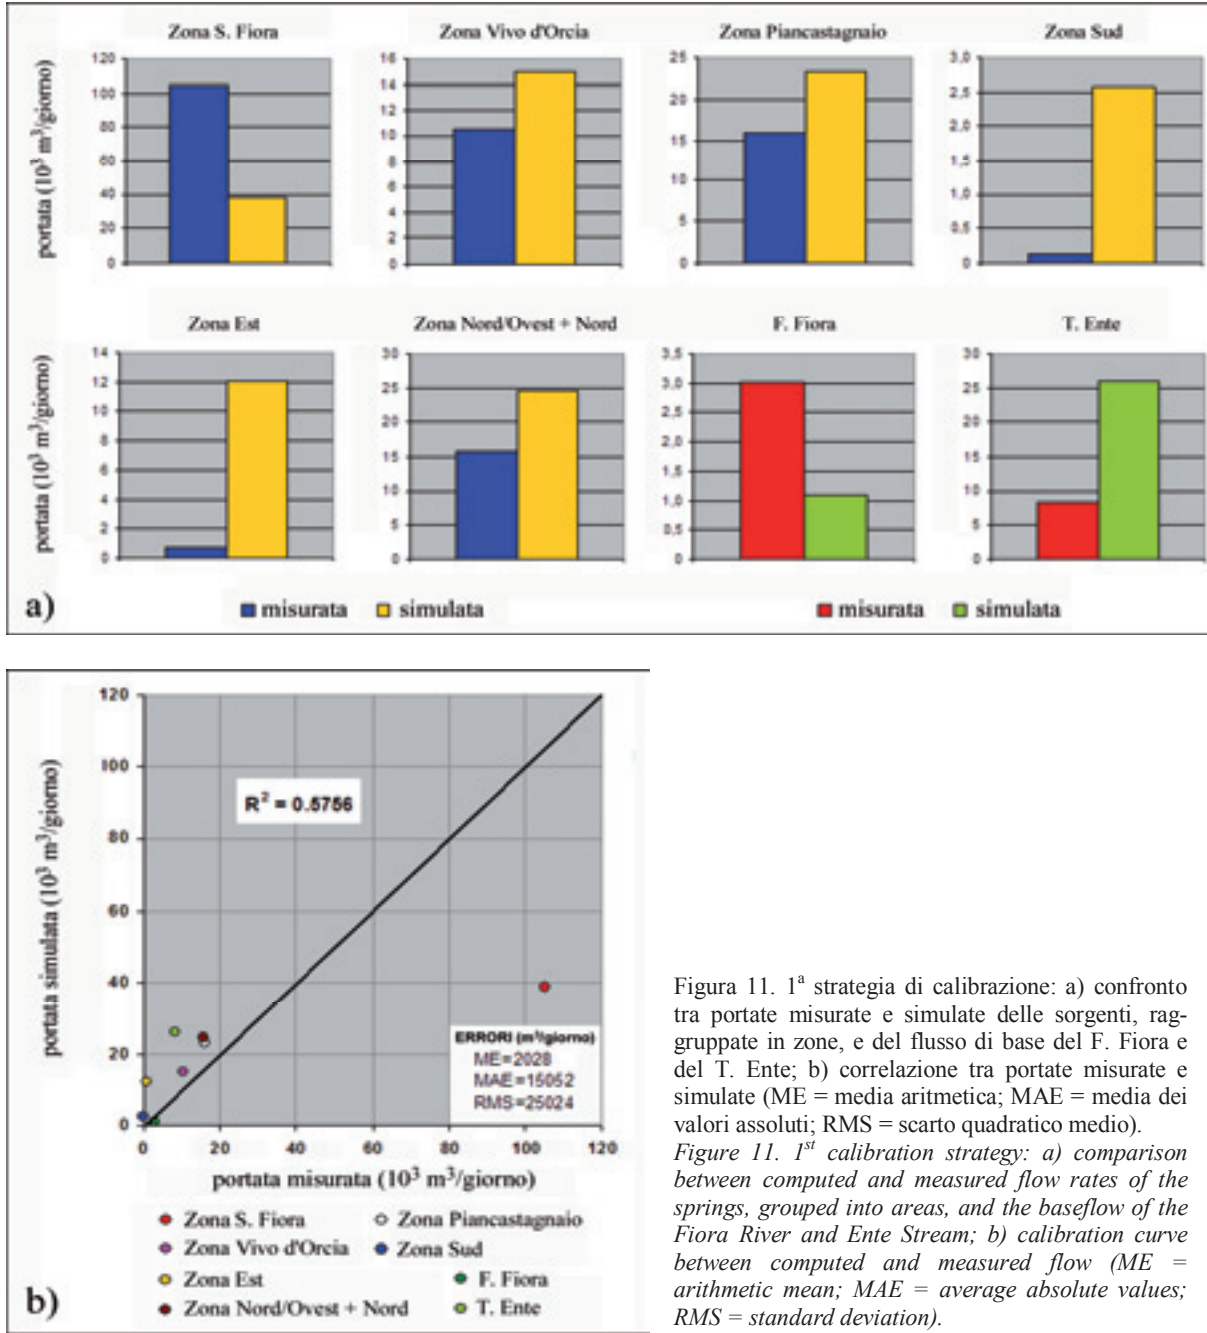 Zona S. Fiora
Zona Vivo d'Orcia
Zona Piancastagnaio
Zona Sud
portata (10³ m³/giorno)
120
100
80
60
40
20
0
16
14
12
10
8
6
4
2
0
25
20
15
10
5
0
3,0
2,5
2,0
1,5
1,0
0,5
0,0
Zona Est
Zona Nord/Ovest + Nord
F. Fiora
T. Ente
portata (10³ m³/giorno)
14
12
10
8
6
4
2
0
30
25
20
15
10
5
0
3,5
3,0
2,5
2,0
1,5
1,0
0,5
0,0
30
25
20
15
10
5
0
a)
misurata simulata
misurata simulata
portata simulata (10³ m³/giorno)
120
100
80
60
40
20
0
R² = 0.5756
ERRORI (m³/giorno)
ME=2028
MAE=15052
RMS=25024
0 20 40 60 80 100 120
portata misurata (10³ m³/giorno)
Zona S. Fiora
Zona Piancastagnaio
Zona Vivo d'Orcia
Zona Sud
Zona Est
F. Fiora
Zona Nord/Ovest + Nord
T. Ente
b)
Figura 11. 1ª strategia di calibrazione: a) confronto
tra portate misurate e simulate delle sorgenti, rag-
gruppate in zone, e del flusso di base del F. Fiora e
del T. Ente; b) correlazione tra portate misurate e
simulate (ME = media aritmetica; MAE = media dei
valori assoluti; RMS = scarto quadratico medio).
Figure 11. 1st calibration strategy: a) comparison
between computed and measured flow rates of the
springs, grouped into areas, and the baseflow of the
Fiora River and Ente Stream; b) calibration curve
between computed and measured flow (ME =
arithmetic mean; MAE = average absolute values;
RMS = standard deviation).